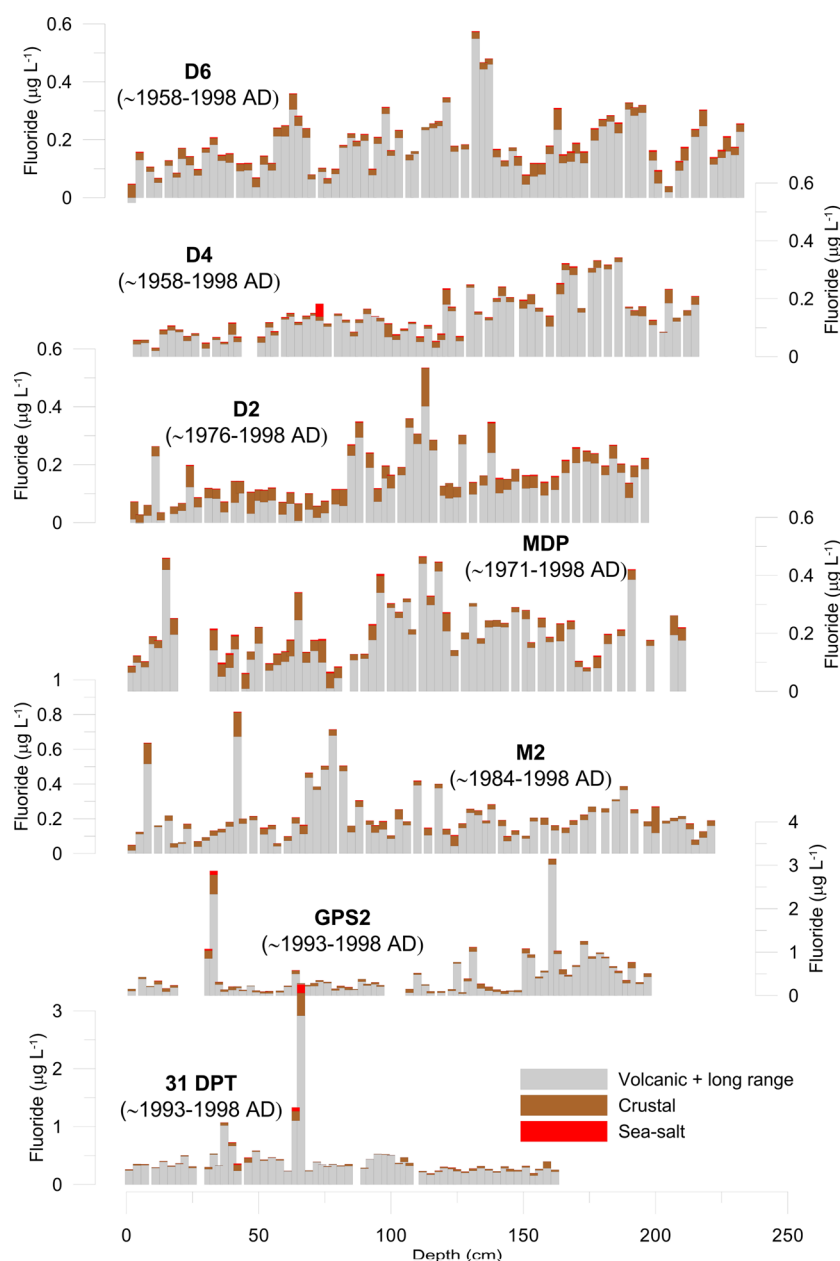 0.6
0.4
0.2
0
Fluoride (µg L-1)
D6
(~1958-1998 AD)
0.6
0.4
0.2
0
Fluoride (µg L-1)
D4
(~1958-1998 AD)
0.6
0.4
0.2
0
Fluoride (µg L-1)
D2
(~1976-1998 AD)
0.6
0.4
0.2
0
Fluoride (µg L-1)
MDP
(~1971-1998 AD)
1
0.8
0.6
0.4
0.2
0
Fluoride (µg L-1)
M2
(~1984-1998 AD)
4
3
2
1
0
Fluoride (µg L-1)
GPS2
(~1993-1998 AD)
3
2
1
0
Fluoride (µg L-1)
31 DPT
(~1993-1998 AD)
Volcanic + long range
Crustal
Sea-salt
0 50 100 150 200 250
Depth (cm)